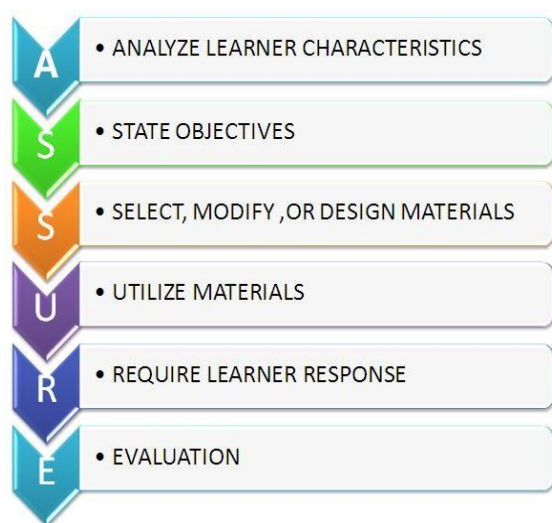 A
• ANALYZE LEARNER CHARACTERISTICS
S
• STATE OBJECTIVES
S
• SELECT, MODIFY ,OR DESIGN MATERIALS
U
• UTILIZE MATERIALS
R
• REQUIRE LEARNER RESPONSE
E
• EVALUATION